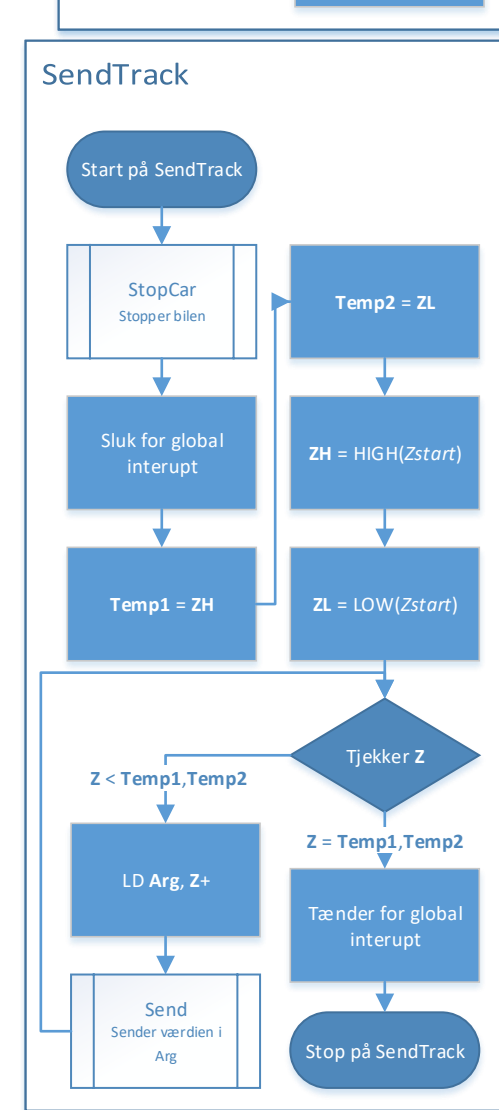 SendTrack
Start på SendTrack
StopCar
Stopper bilen
Sluk for global
interupt
Temp1 = ZH
Temp2 = ZL
ZH = HIGH(Zstart)
ZL = LOW(Zstart)
Tjekker Z
Z < Temp1,Temp2
LD Arg, Z+
Send
Sender værdien i
Arg
Z = Temp1,Temp2
Tænder for global
interupt
Stop på SendTrack